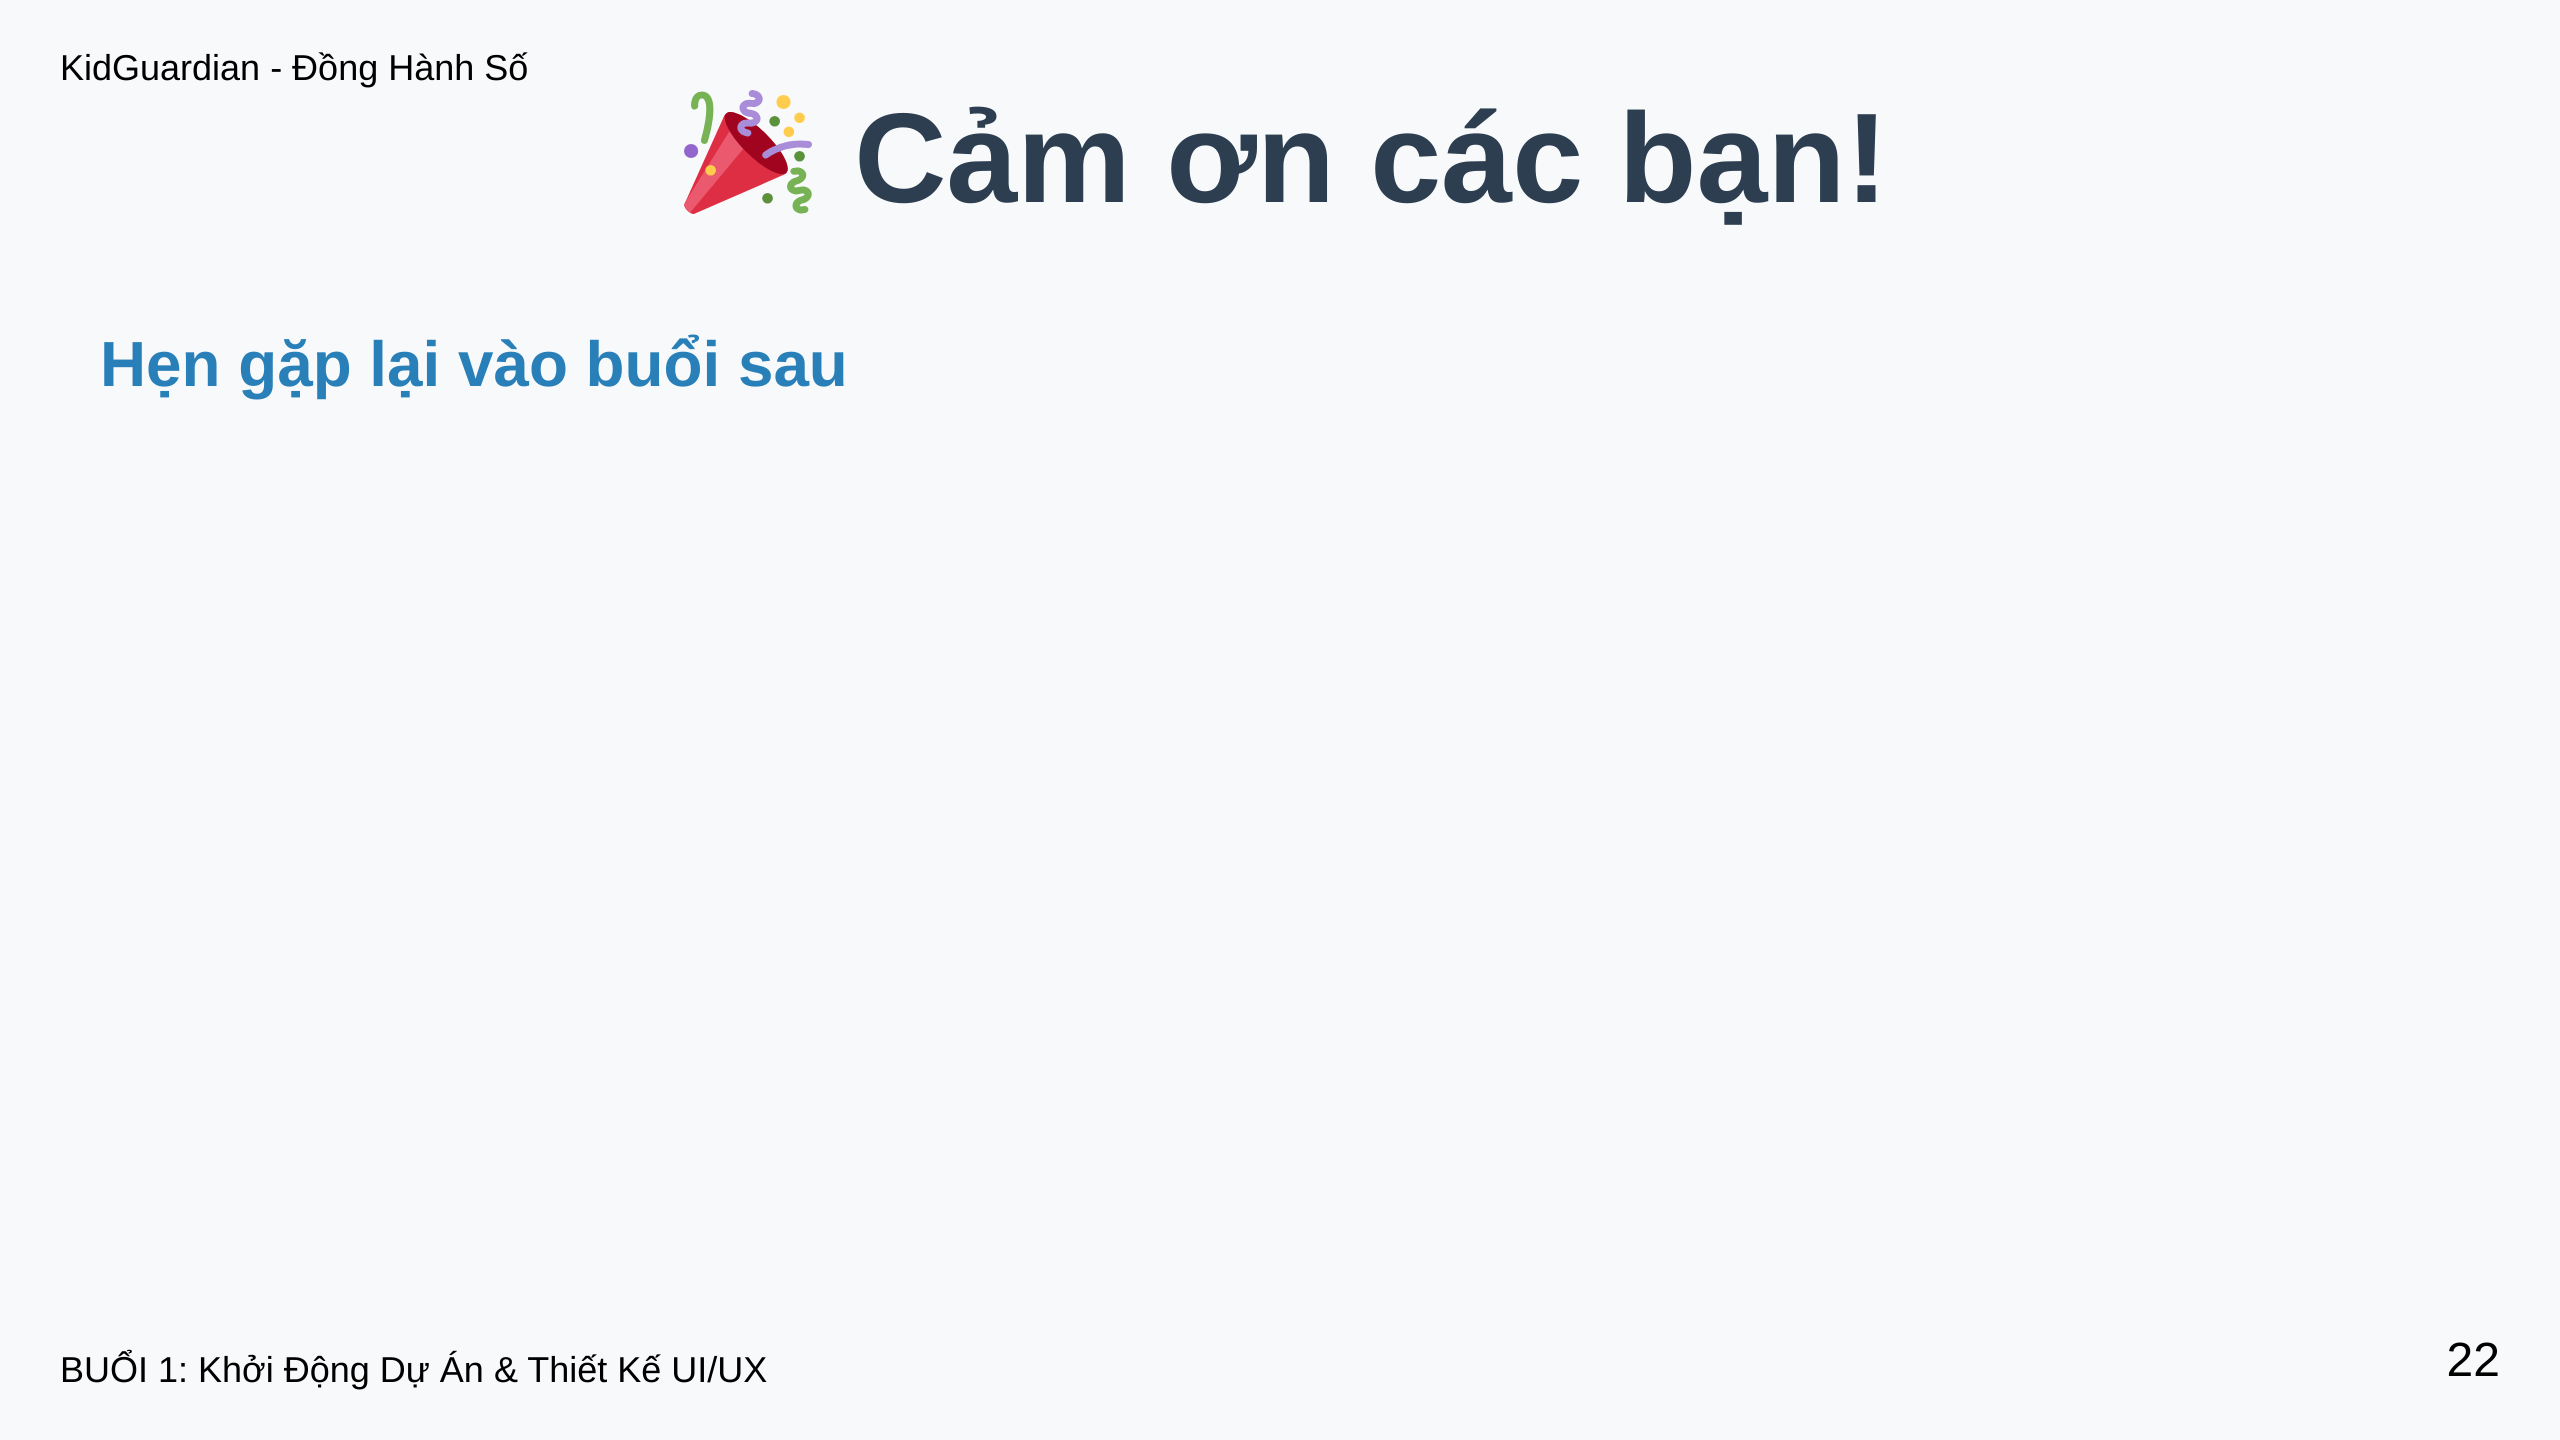 KidGuardian - Đồng Hành Số
🎉 Cảm ơn các bạn!
Hẹn gặp lại vào buổi sau
BUỔI 1: Khởi Động Dự Án & Thiết Kế UI/UX
22